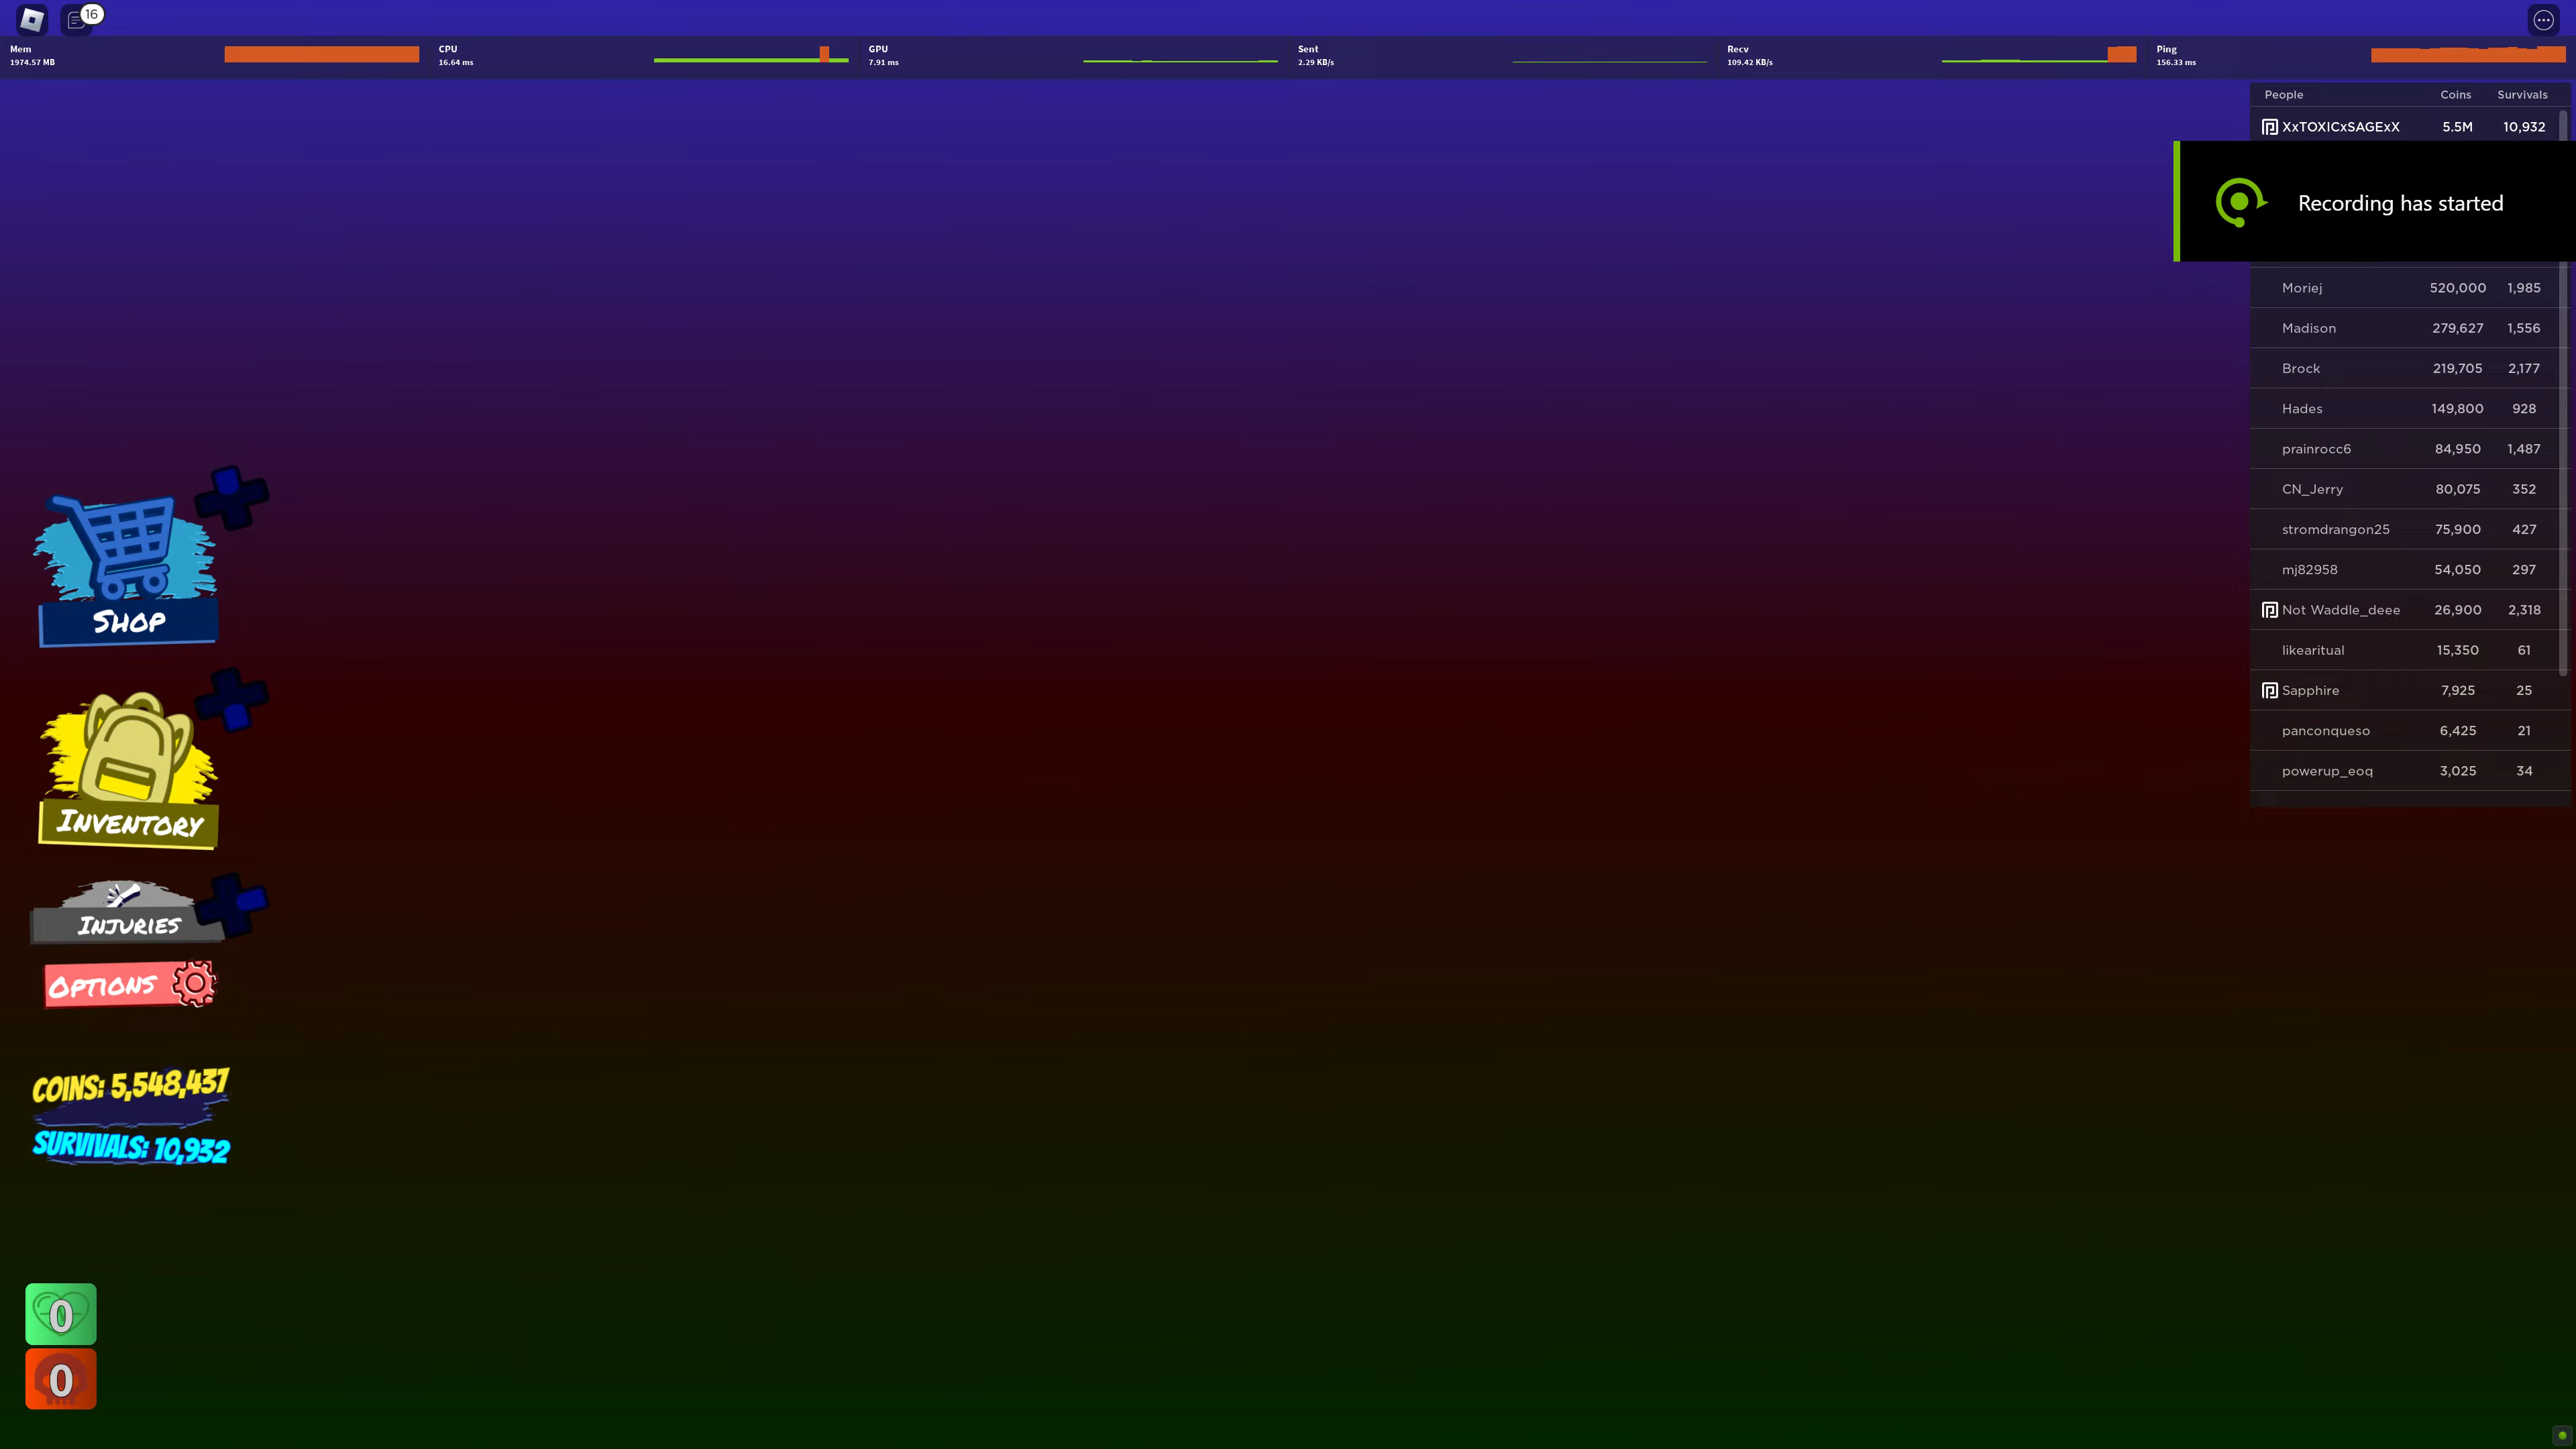 16
Mem
1974.57 MB
CPU
16.64 ms
GPU
7.91 ms
Sent
2.29 KB/s
Recv
109.42 KB/s
Ping
156.33 ms
People Coins Survivals
XxTOXICxSAGExX 5.5M 10,932
Recording has started
Moriej 520,000 1,985
Madison 279,627 1,556
Brock 219,705 2,177
Hades 149,800 928
prainrocc6 84,950 1,487
CN_Jerry 80,075 352
stromdrangon25 75,900 427
mj82958 54,050 297
Not Waddle_deee 26,900 2,318
likearitual 15,350 61
Sapphire 7,925 25
panconqueso 6,425 21
powerup_eoq 3,025 34
SHOP
INVENTORY
INJURIES
OPTIONS
COINS: 5,548,437
SURVIVALS: 10,932
0
0